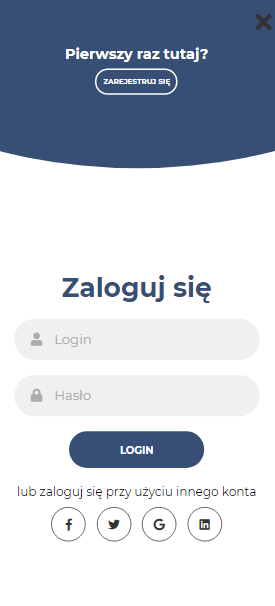 Pierwszy raz tutaj?
ZAREJESTRUJ SIĘ
Zaloguj się
Login
Hasło
LOGIN
lub zaloguj się przy użyciu innego konta